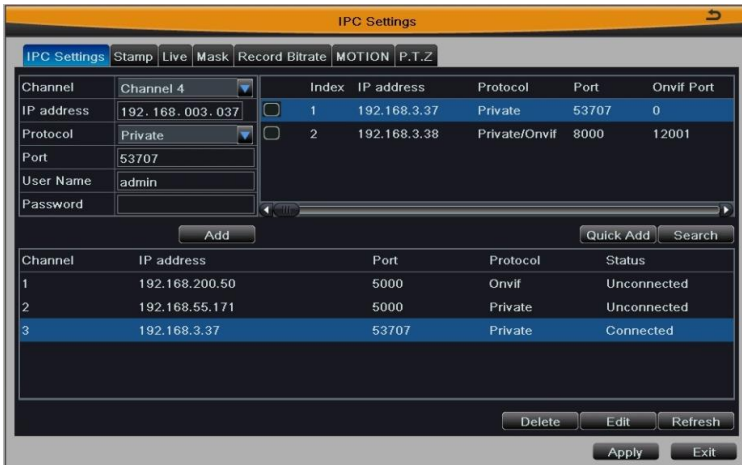 IPC Settings
IPC Settings Stamp Live Mask Record Bitrate MOTION P.T.Z
Channel Channel 4
IP address 192.168.003.037
Protocol Private
Port 53707
User Name admin
Password
Index IP address Protocol Port Onvif Port
1 192.168.3.37 Private 53707 0
2 192.168.3.38 Private/Onvif 8000 12001
Add Quick Add Search
Channel IP address Port Protocol Status
1 192.168.200.50 5000 Onvif Unconnected
2 192.168.55.171 5000 Private Unconnected
3 192.168.3.37 53707 Private Connected
Delete Edit Refresh
Apply Exit